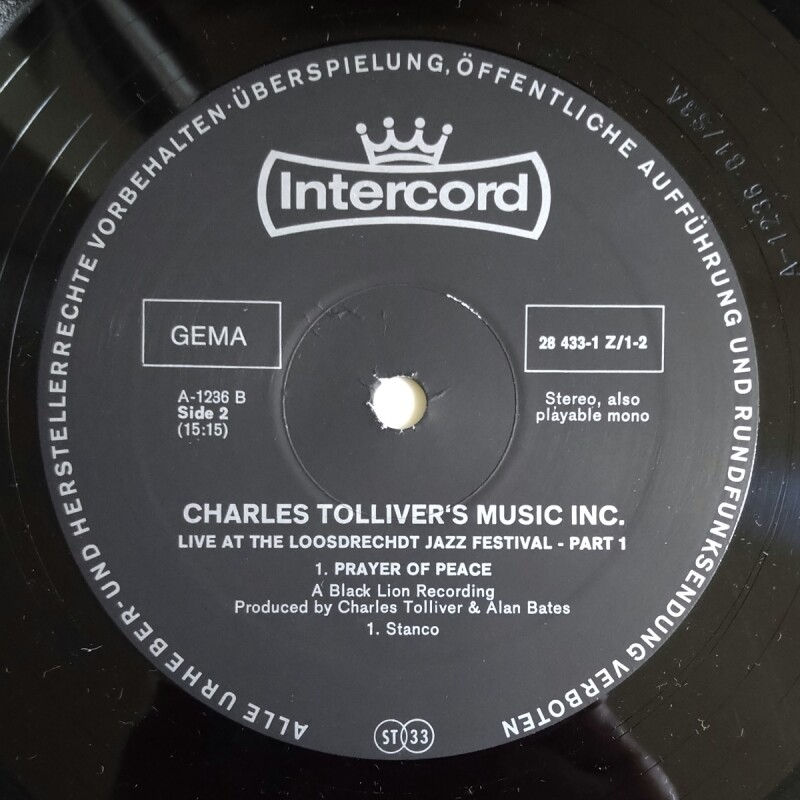 ALLE URHEBER- UND HERSTELLERRECHTE VORBEHALTEN·ÜBERSPIELUNG, ÖFFENTLICHE AUFFÜHRUNG UND RUNDFUNKSENDUNG VERBOTEN
Intercord
GEMA
28 433-1 Z/1-2
A-1236 B
Side 2
(15:15)
Stereo, also
playable mono
CHARLES TOLLIVER'S MUSIC INC.
LIVE AT THE LOOSDRECHDT JAZZ FESTIVAL - PART 1
1. PRAYER OF PEACE
A Black Lion Recording
Produced by Charles Tolliver & Alan Bates
1. Stanco
ST 33